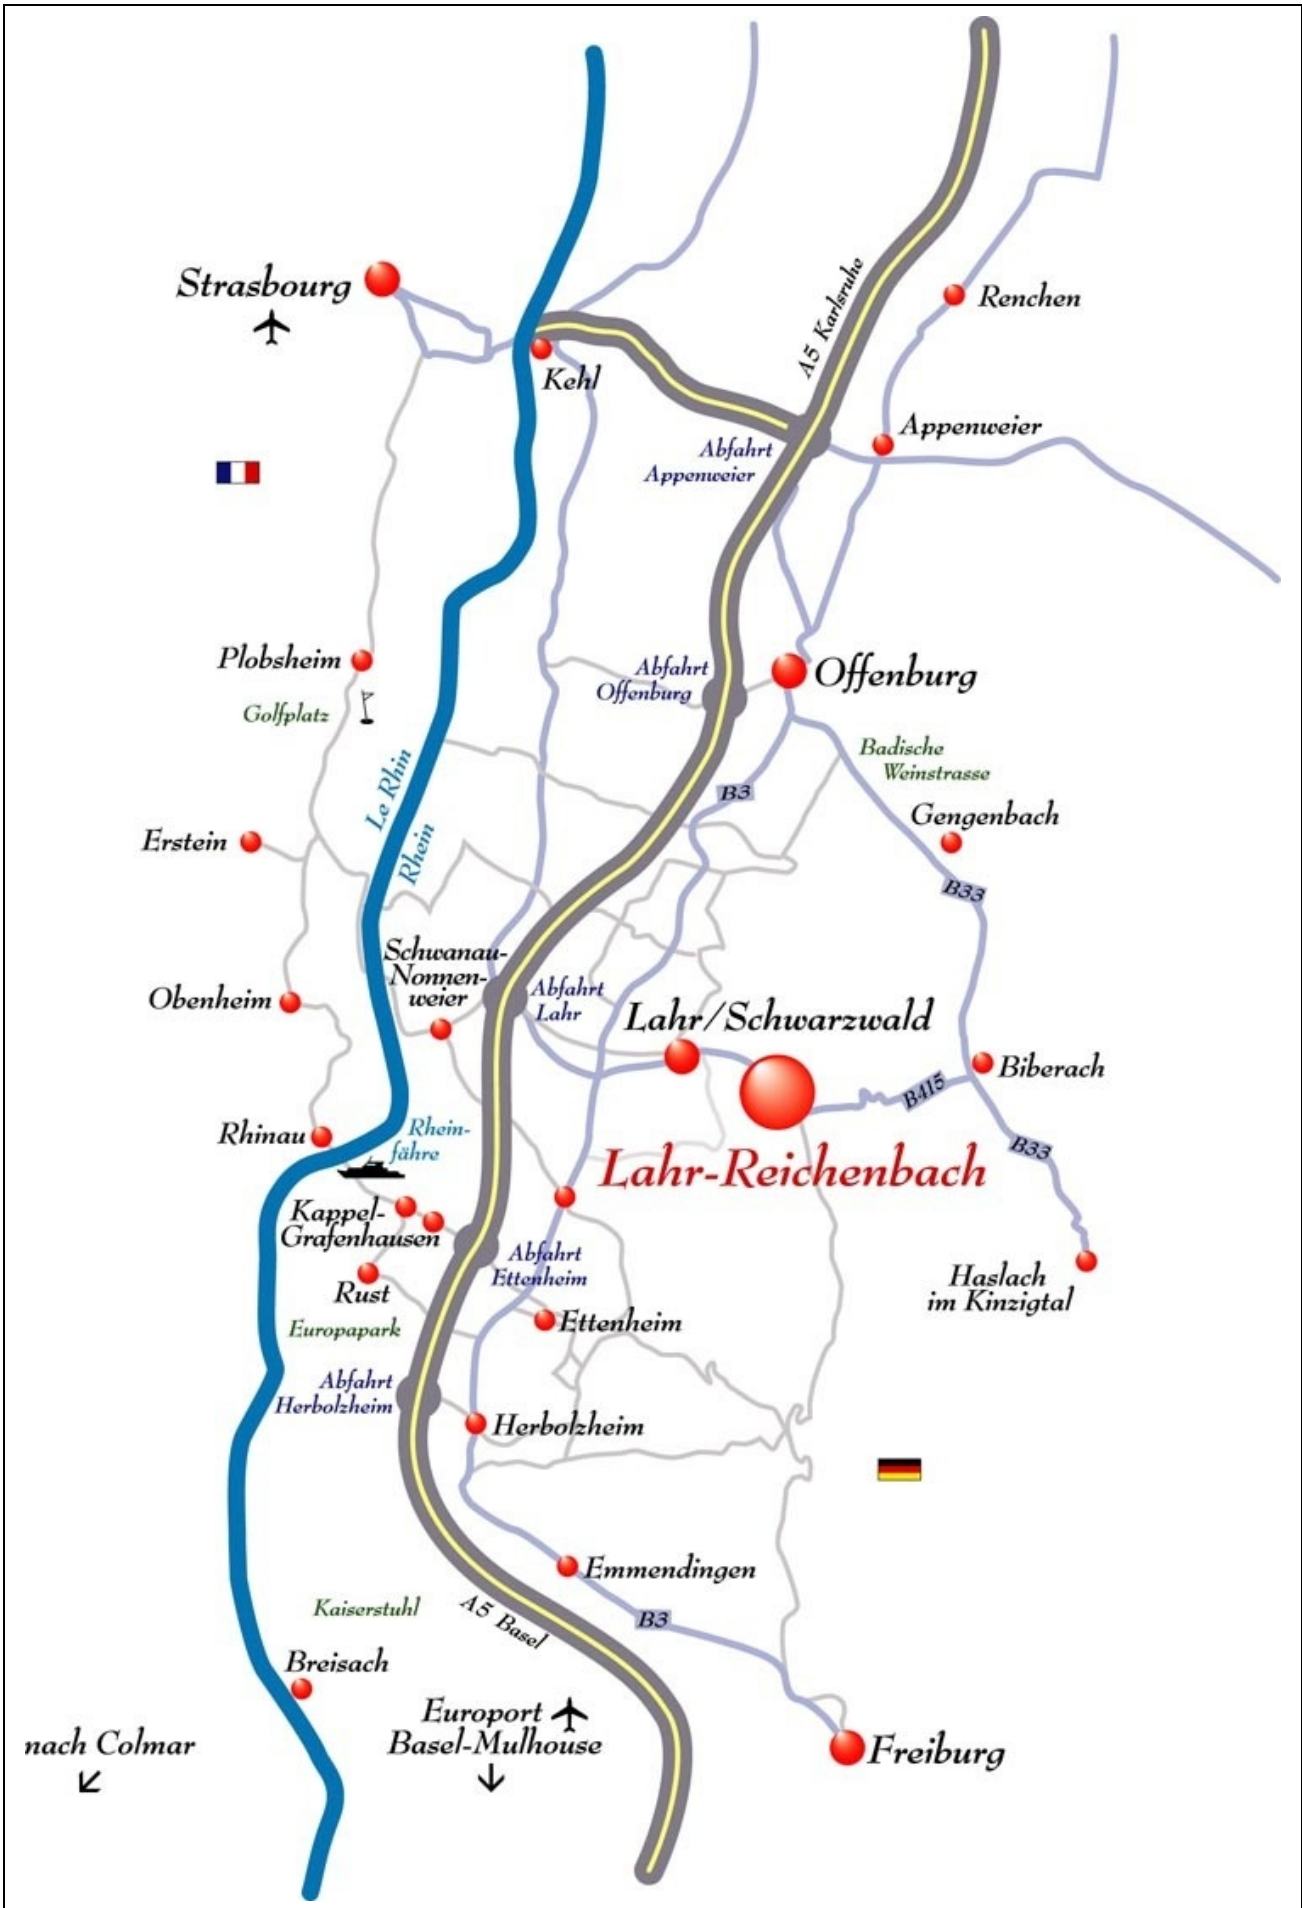 Strasbourg
A5 Karlsruhe
Renchen
Kehl
Appenweier
Abfahrt
Appenweier
Plobsheim
Golfplatz
Abfahrt
Offenburg
Offenburg
Badische
Weinstrasse
Le Rhin
Rhein
B3
Gengenbach
Erstein
B33
Schwanau-
Nonnen-
weier
Abfahrt
Lahr
Obenheim
Lahr/Schwarzwald
Biberach
B415
Rhinau
Rhein-
fähre
B33
Lahr-Reichenbach
Kappel-
Grafenhausen
Abfahrt
Ettenheim
Rust
Haslach
im Kinzigtal
Europapark
Ettenheim
Abfahrt
Herbolzheim
Herbolzheim
Emmendingen
Kaiserstuhl
A5 Basel
B3
Breisach
Europort
Basel-Mulhouse
nach Colmar
Freiburg